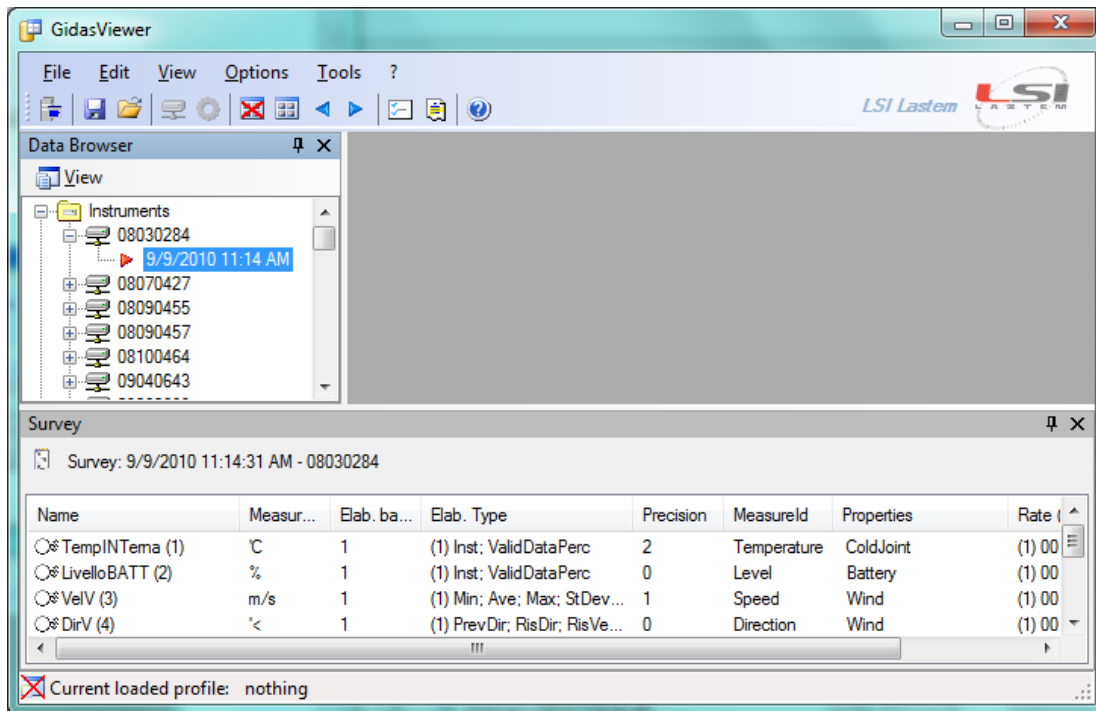 GidasViewer
File Edit View Options Tools ?
LSI Lastem LSI LASTEM
Data Browser
View
Instruments
08030284
9/9/2010 11:14 AM
08070427
08090455
08090457
08100464
09040643
Survey
Survey: 9/9/2010 11:14:31 AM - 08030284
Name Measur... Elab. ba... Elab. Type Precision MeasureId Properties Rate (
TempINTerna (1) °C 1 (1) Inst; ValidDataPerc 2 Temperature ColdJoint (1) 00
LivelloBATT (2) % 1 (1) Inst; ValidDataPerc 0 Level Battery (1) 00
VelV (3) m/s 1 (1) Min; Ave; Max; StDev... 1 Speed Wind (1) 00
DirV (4) °< 1 (1) PrevDir; RisDir; RisVe... 0 Direction Wind (1) 00
Current loaded profile: nothing